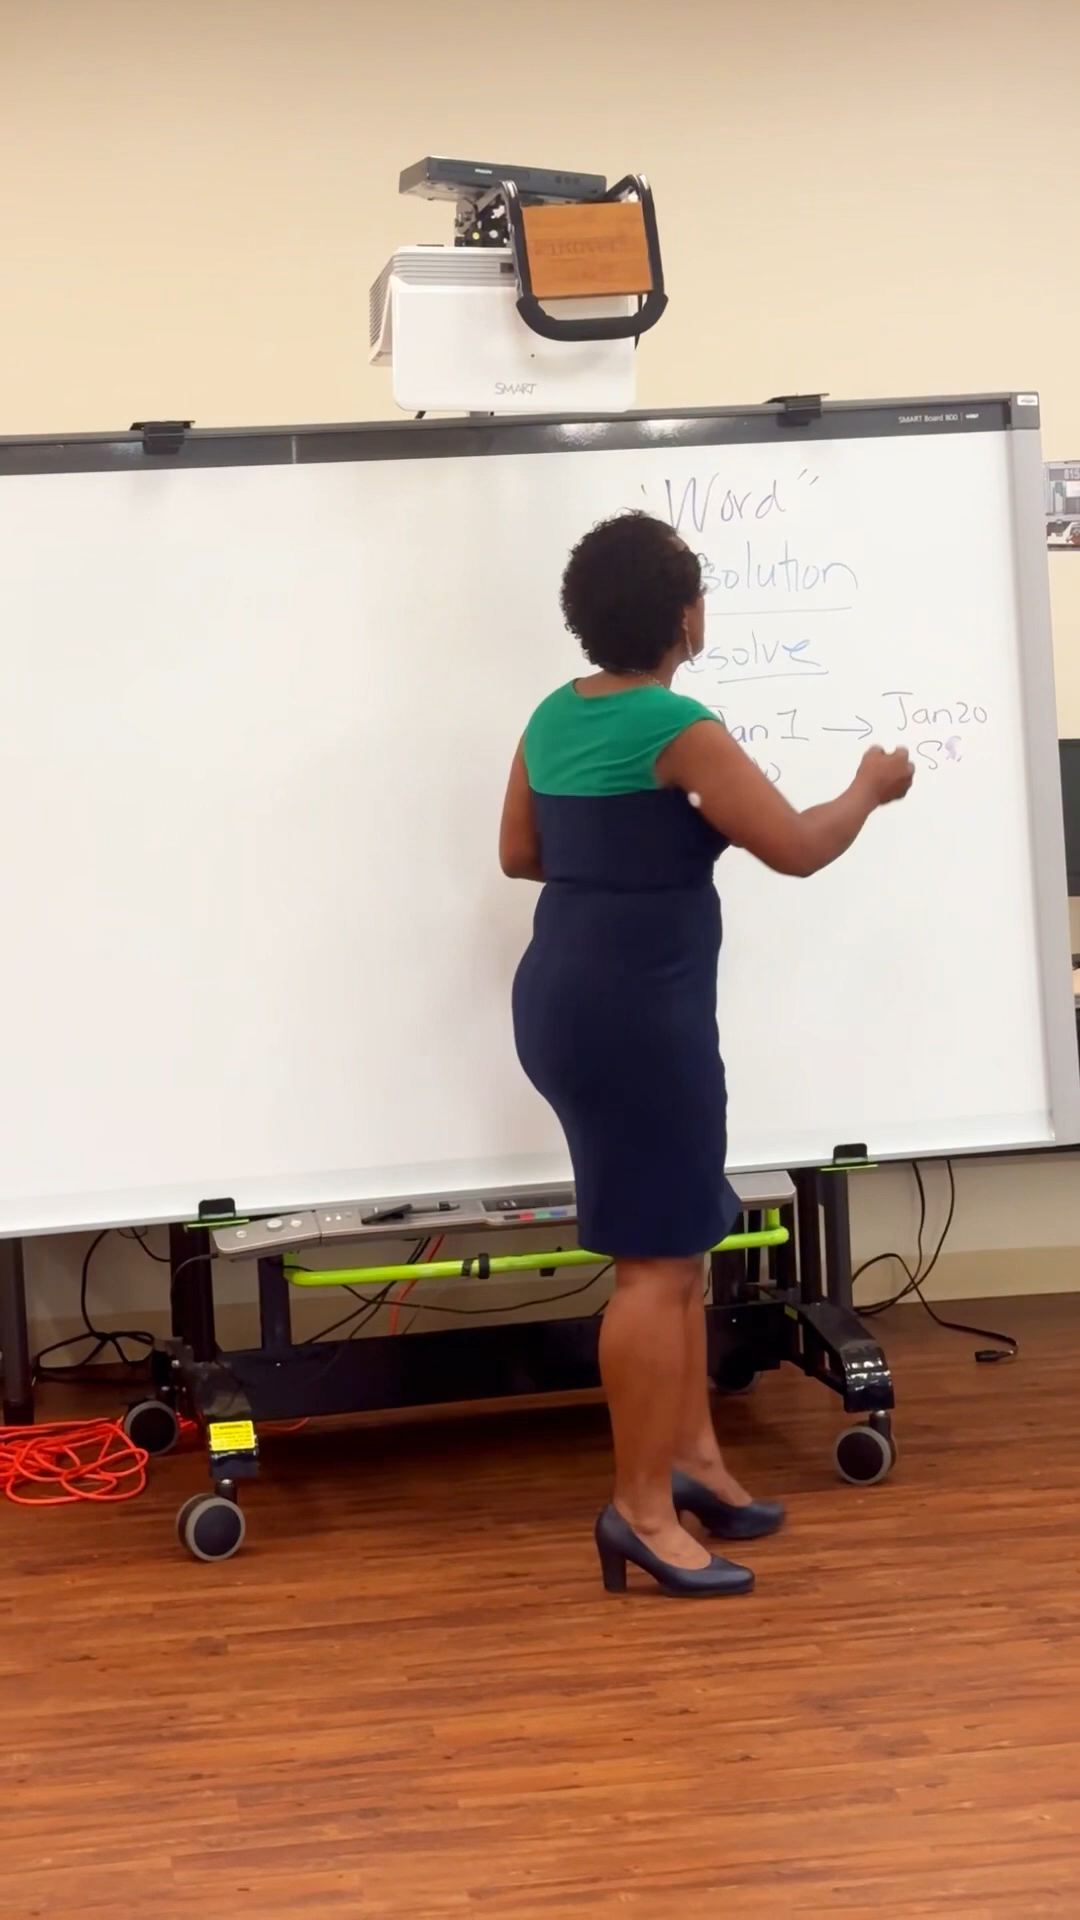 SMART
SMART Board 800
"Word"
solution
esolve
Jan 1 → Jan 20